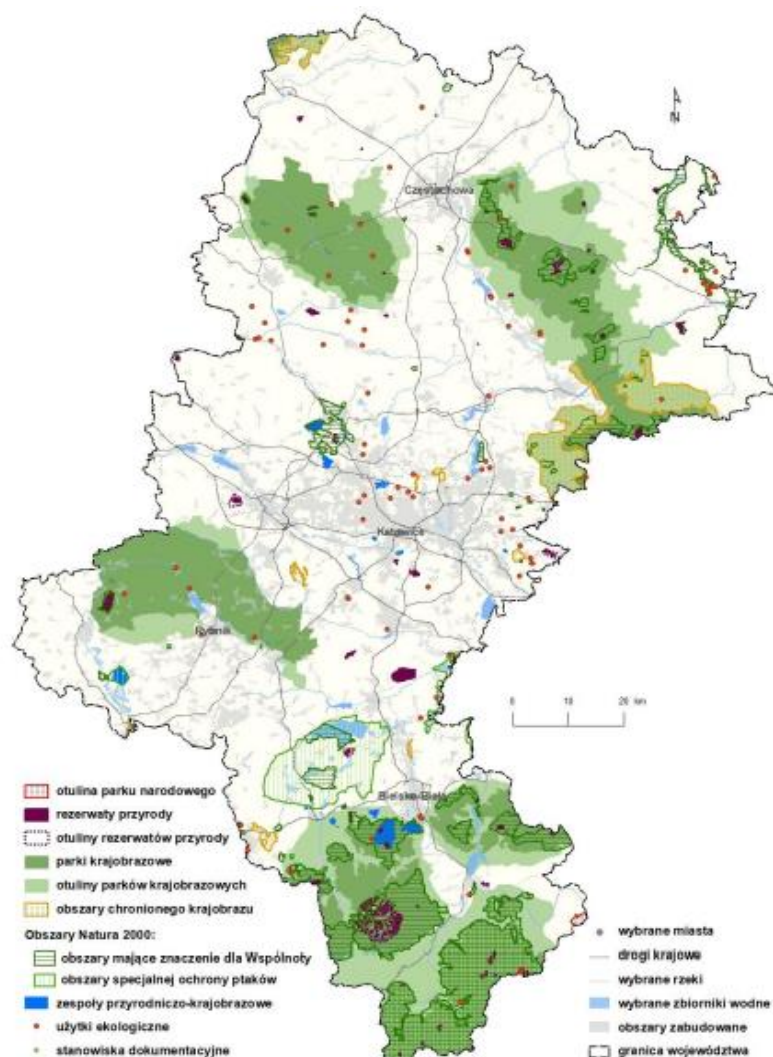 N
Częstochowa
Katowice
Rybnik
0 10 20 km
Bielsko-Biała
otulina parku narodowego
rezerwaty przyrody
otuliny rezerwatów przyrody
parki krajobrazowe
otuliny parków krajobrazowych
obszary chronionego krajobrazu
Obszary Natura 2000:
obszary mające znaczenie dla Wspólnoty
obszary specjalnej ochrony ptaków
zespoły przyrodniczo-krajobrazowe
użytki ekologiczne
stanowiska dokumentacyjne
wybrane miasta
drogi krajowe
wybrane rzeki
wybrane zbiorniki wodne
obszary zabudowane
granica województwa